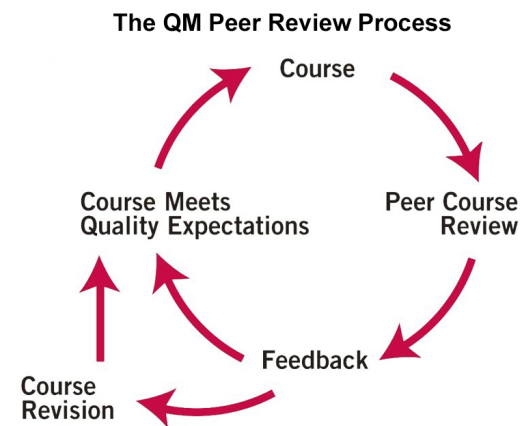 The QM Peer Review Process
Course
Peer Course
Review
Course Meets
Quality Expectations
Feedback
Course
Revision